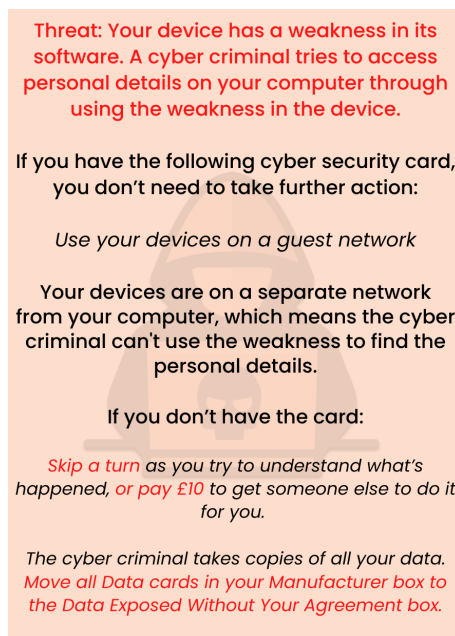 Threat: Your device has a weakness in its
software. A cyber criminal tries to access
personal details on your computer through
using the weakness in the device.
If you have the following cyber security card,
you don’t need to take further action:
Use your devices on a guest network
Your devices are on a separate network
from your computer, which means the cyber
criminal can't use the weakness to find the
personal details.
If you don’t have the card:
Skip a turn as you try to understand what’s
happened, or pay £10 to get someone else to do it
for you.
The cyber criminal takes copies of all your data.
Move all Data cards in your Manufacturer box to
the Data Exposed Without Your Agreement box.